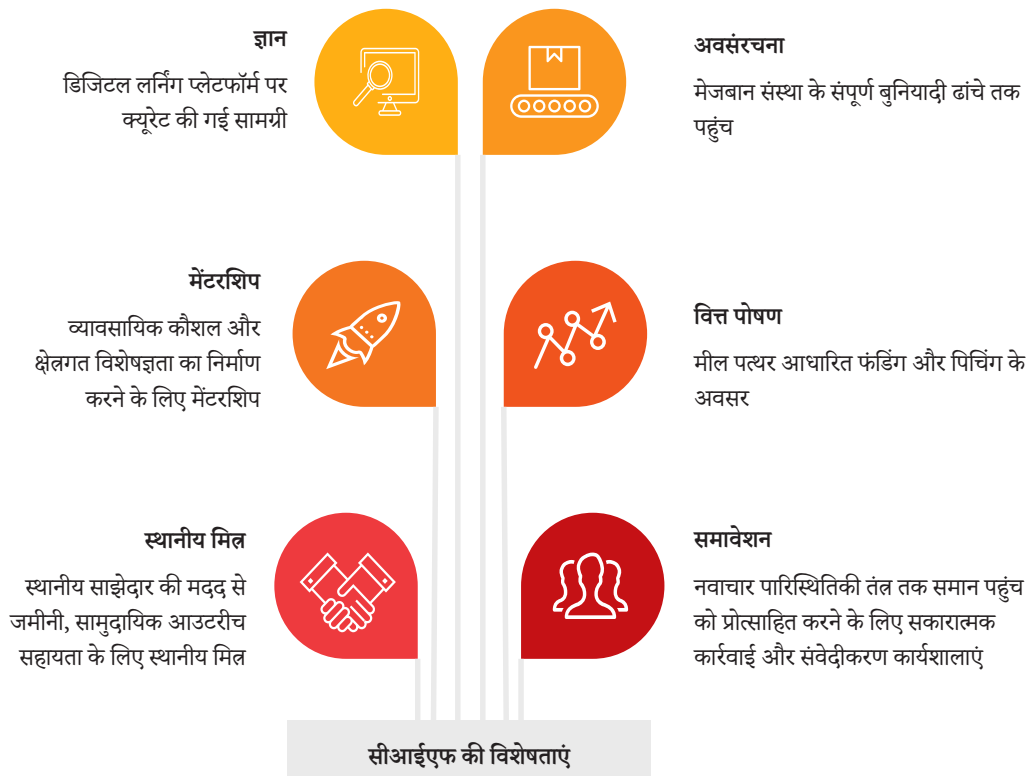 ज्ञान
डिजिटल लर्निंग प्लेटफॉर्म पर
क्यूरेट की गई सामग्री
अवसंरचना
मेजबान संस्था के संपूर्ण बुनियादी ढांचे तक
पहुंच
मेंटरशिप
व्यावसायिक कौशल और
क्षेत्रगत विशेषज्ञता का निर्माण
करने के लिए मेंटरशिप
वित्त पोषण
मील पत्थर आधारित फंडिंग और पिचिंग के
अवसर
स्थानीय मित्र
स्थानीय साझेदार की मदद से
जमीनी, सामुदायिक आउटरीच
सहायता के लिए स्थानीय मित्र
समावेशन
नवाचार पारिस्थितिकी तंत्र तक समान पहुंच
को प्रोत्साहित करने के लिए सकारात्मक
कार्रवाई और संवेदीकरण कार्यशालाएं
सीआईएफ की विशेषताएं